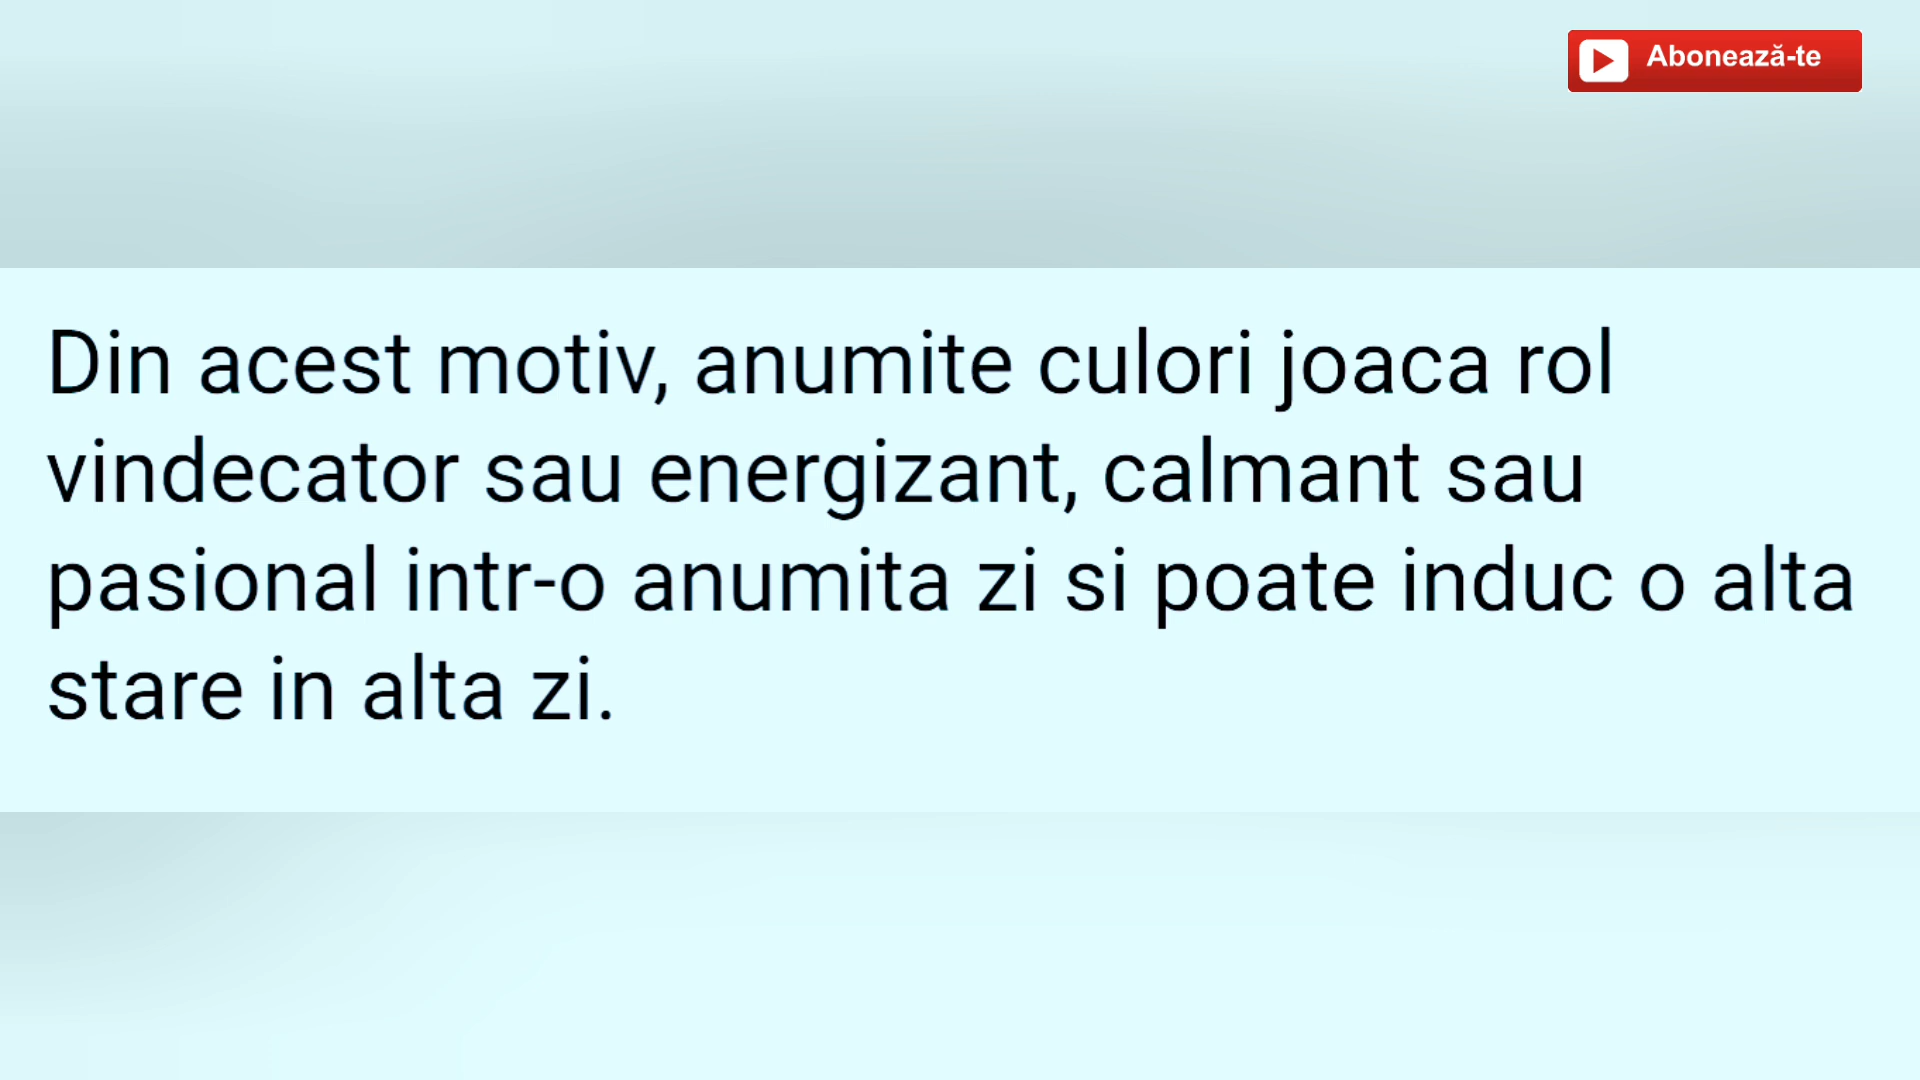 Abonează-te
Din acest motiv, anumite culori joaca rol
vindecator sau energizant, calmant sau
pasional intr-o anumita zi si poate induc o alta
stare in alta zi.